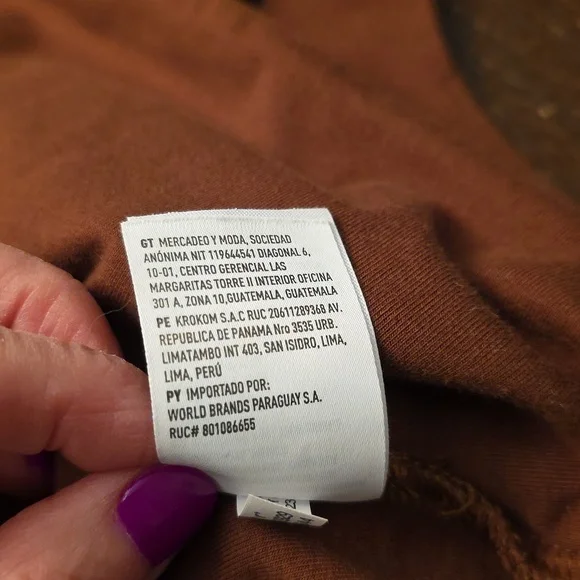 GT MERCADEO Y MODA, SOCIEDAD
ANÓNIMA NIT 119644541 DIAGONAL 6,
10-01, CENTRO GERENCIAL LAS
MARGARITAS TORRE II INTERIOR OFICINA
301 A, ZONA 10,GUATEMALA, GUATEMALA
PE KROKOM S.A.C RUC 20611289368 AV.
REPUBLICA DE PANAMA Nro 3535 URB.
LIMATAMBO INT 403, SAN ISIDRO, LIMA,
LIMA, PERÚ
PY IMPORTADO POR:
WORLD BRANDS PARAGUAY S.A.
RUC# 801086655